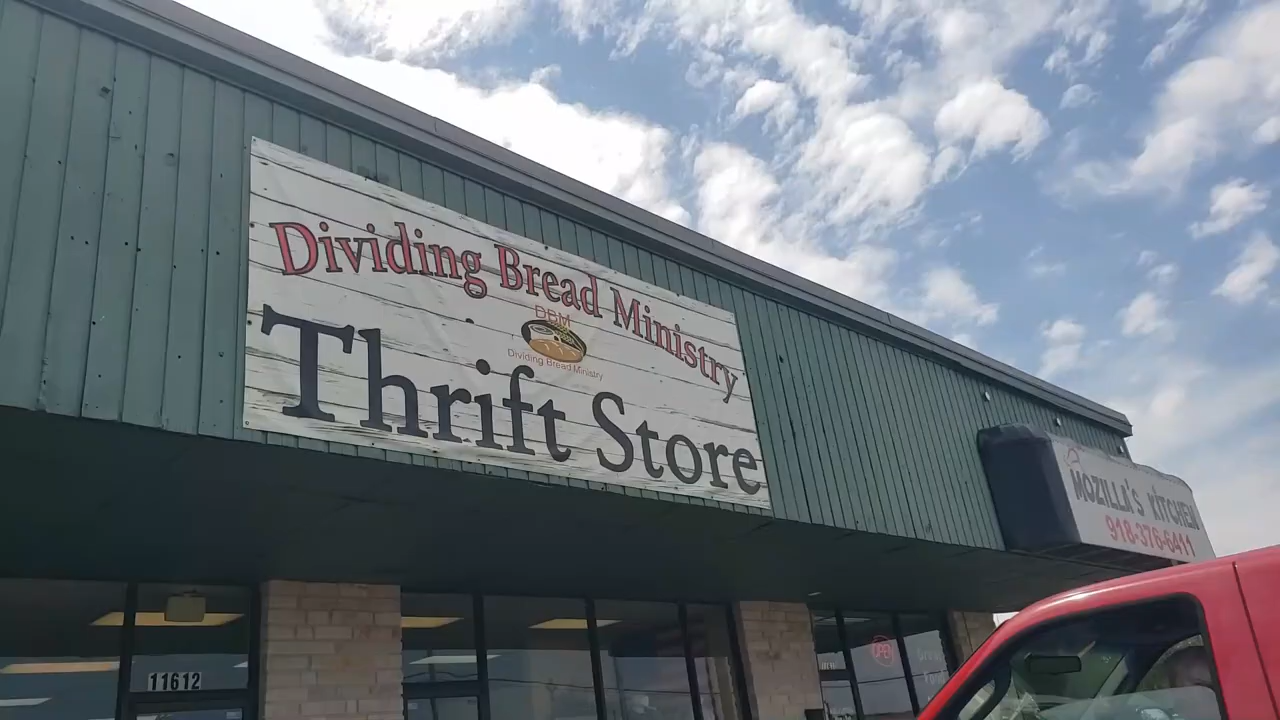 Dividing Bread Ministry
DBM
Dividing Bread Ministry
Thrift Store
MOZILLA'S KITCHEN
918-376-6411
11612